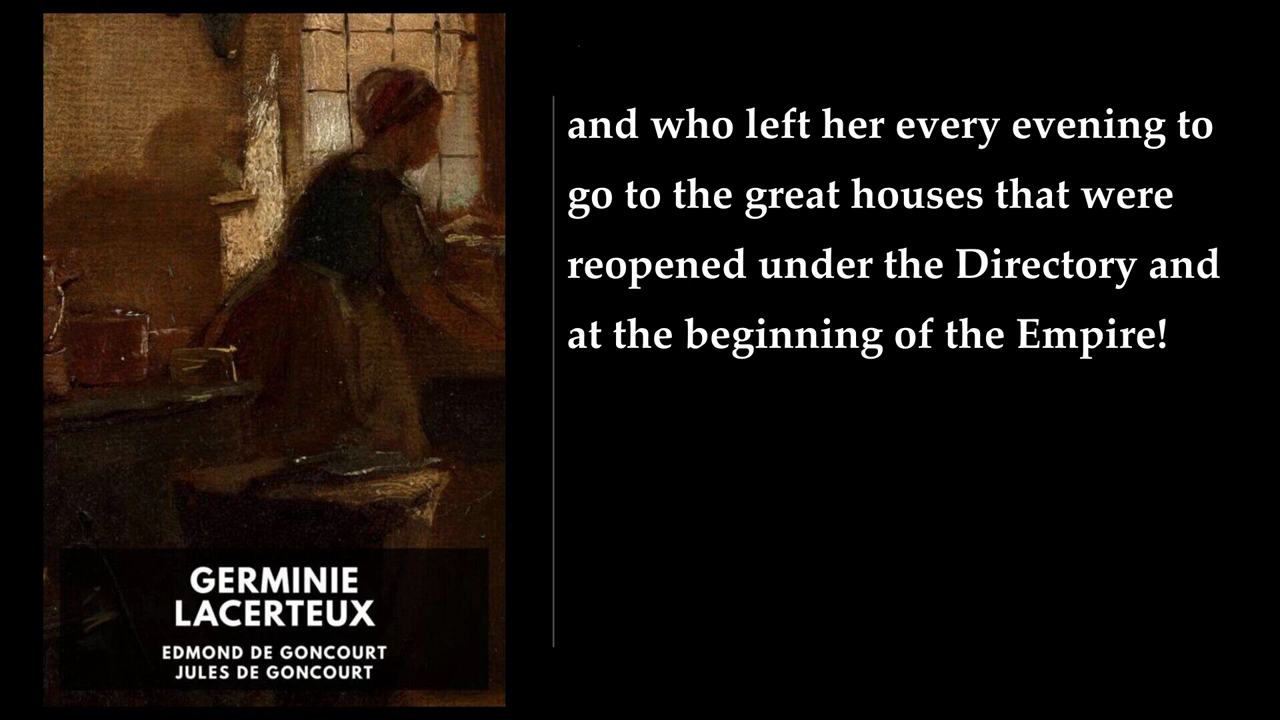 and who left her every evening to
go to the great houses that were
reopened under the Directory and
at the beginning of the Empire!
GERMINIE
LACERTEUX
EDMOND DE GONCOURT
JULES DE GONCOURT